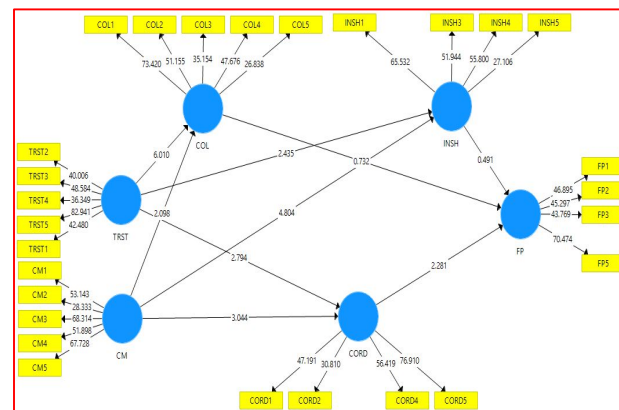 COL1 COL2 COL3 COL4 COL5 INSH1 INSH3 INSH4 INSH5
73.420 51.155 35.154 47.676 26.838 65.532 51.944 55.800 27.106
COL INSH
TRST2
TRST3
TRST4
TRST5
TRST1
40.006
48.584
36.349
82.941
42.480
TRST
6.010
2.435
0.732
0.491
2.098
4.804
2.794
3.044
2.281
FP1
FP2
FP3
FP5
46.895
45.297
43.769
70.474
FP
CM1
CM2
CM3
CM4
CM5
53.143
28.333
68.314
51.898
67.728
CM
CORD
47.191 30.810 56.419 76.910
CORD1 CORD2 CORD4 CORD5